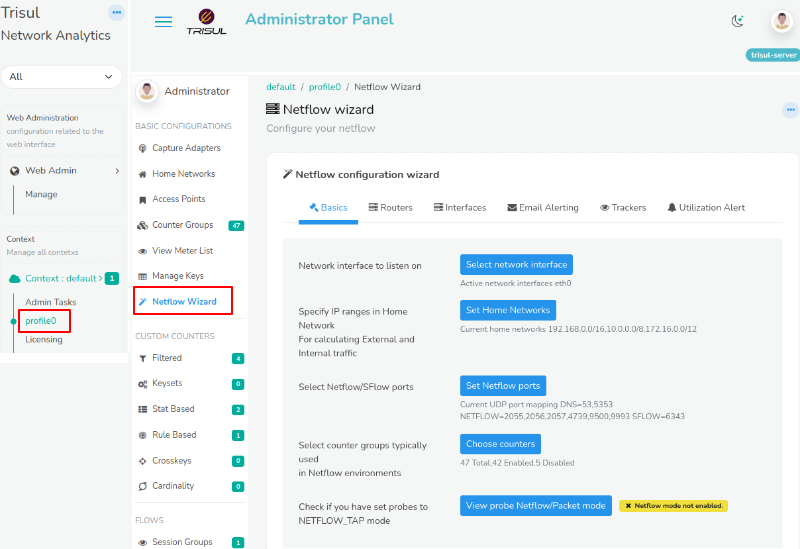 Trisul
Network Analytics
All
Web Administration
configuration related to the
web interface
Web Admin
Manage
Context
Manage all contetxs
Context : default
1
Admin Tasks
profile0
Licensing
TRISUL
Administrator Panel
trisul-server
Administrator
BASIC CONFIGURATIONS
Capture Adapters
Home Networks
Access Points
Counter Groups 47
View Meter List
Manage Keys
Netflow Wizard
CUSTOM COUNTERS
Filtered 4
Keysets 0
Stat Based 2
Rule Based 1
Crosskeys 0
Cardinality 0
FLOWS
Session Groups 1
default / profile0 / Netflow Wizard
Netflow wizard
Configure your netflow
Netflow configuration wizard
Basics Routers Interfaces Email Alerting Trackers Utilization Alert
Network interface to listen on
Select network interface
Active network interfaces eth0
Specify IP ranges in Home
Network
For calculating External and
Internal traffic
Set Home Networks
Current home networks 192.168.0.0/16,10.0.0.0/8,172.16.0.0/12
Select Netflow/SFlow ports
Set Netflow ports
Current UDP port mapping DNS=53,5353
NETFLOW=2055,2056,2057,4739,9500,9993 SFLOW=6343
Select counter groups typically
used
in Netflow environments
Choose counters
47 Total,42 Enabled,5 Disabled
Check if you have set probes to
NETFLOW_TAP mode
View probe Netflow/Packet mode
Netflow mode not enabled.